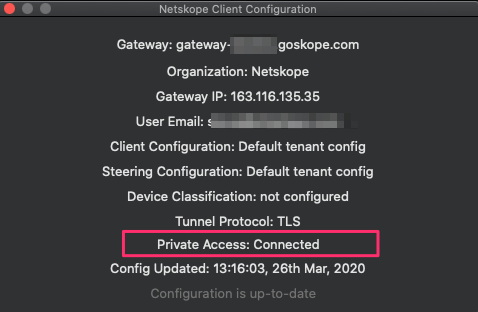 Netskope Client Configuration
Gateway: gateway- goskope.com
Organization: Netskope
Gateway IP: 163.116.135.35
User Email: s
Client Configuration: Default tenant config
Steering Configuration: Default tenant config
Device Classification: not configured
Tunnel Protocol: TLS
Private Access: Connected
Config Updated: 13:16:03, 26th Mar, 2020
Configuration is up-to-date